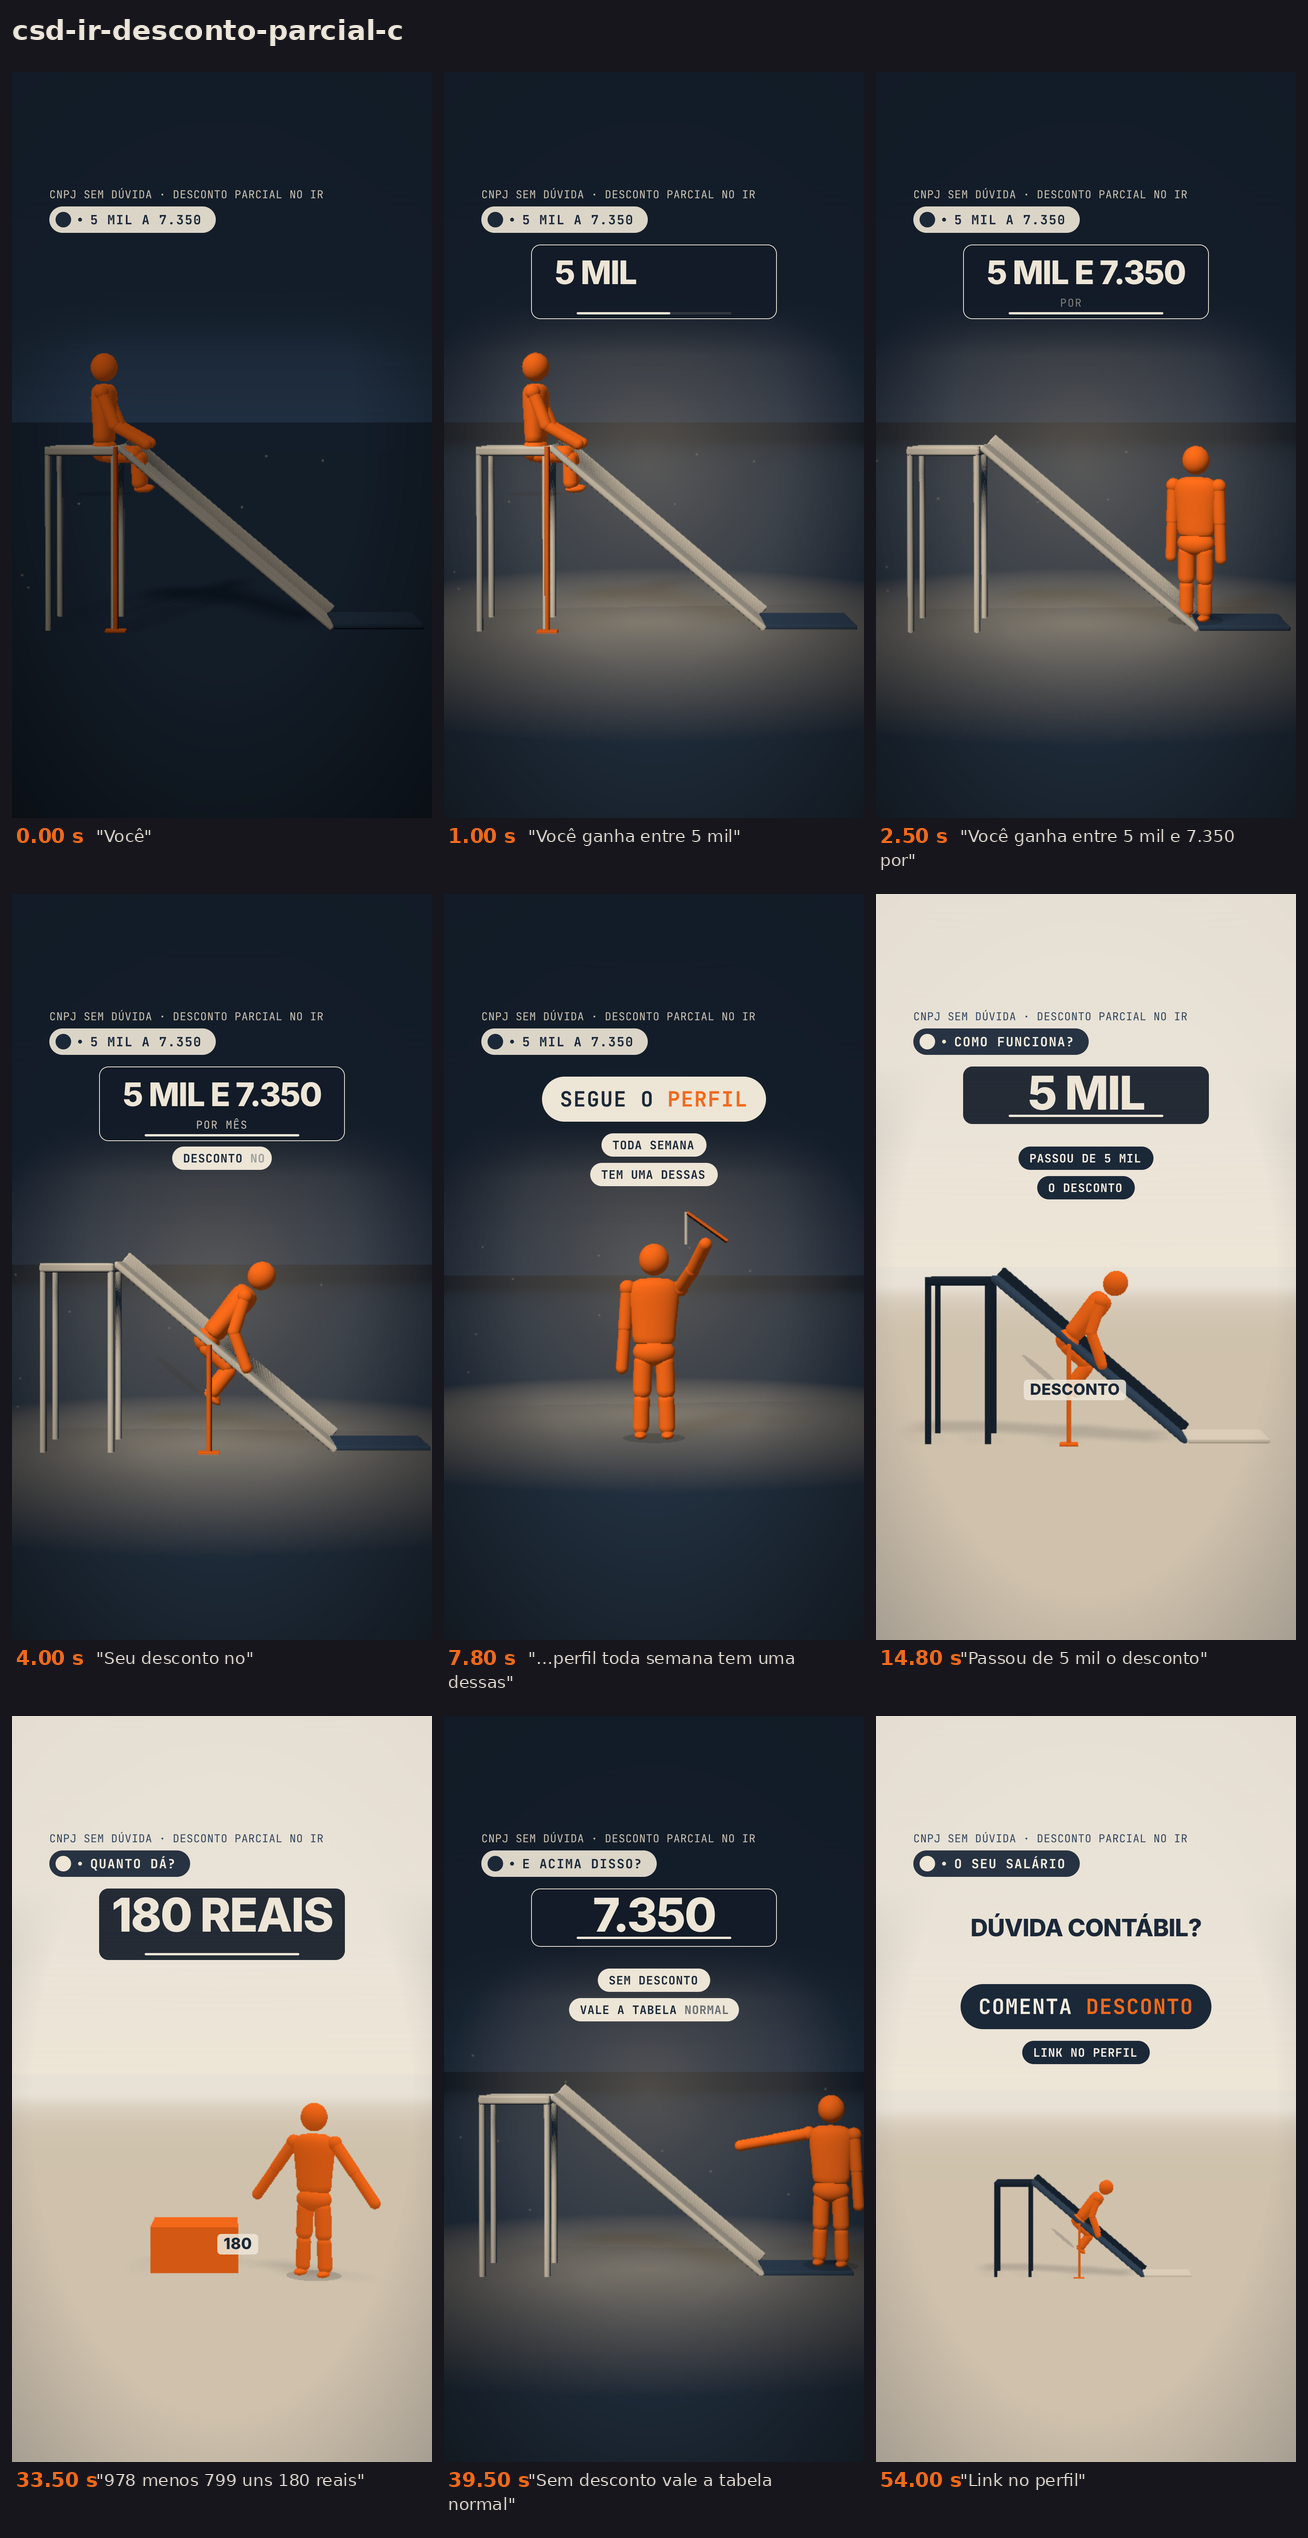 csd-ir-desconto-parcial-c
CNPJ SEM DÚVIDA · DESCONTO PARCIAL NO IR
• 5 MIL A 7.350
0.00 s "Você"
CNPJ SEM DÚVIDA · DESCONTO PARCIAL NO IR
• 5 MIL A 7.350
5 MIL
1.00 s "Você ganha entre 5 mil"
CNPJ SEM DÚVIDA · DESCONTO PARCIAL NO IR
• 5 MIL A 7.350
5 MIL E 7.350
POR
2.50 s "Você ganha entre 5 mil e 7.350
por"
CNPJ SEM DÚVIDA · DESCONTO PARCIAL NO IR
• 5 MIL A 7.350
5 MIL E 7.350
POR MÊS
DESCONTO NO
4.00 s "Seu desconto no"
CNPJ SEM DÚVIDA · DESCONTO PARCIAL NO IR
• 5 MIL A 7.350
SEGUE O PERFIL
TODA SEMANA
TEM UMA DESSAS
7.80 s "...perfil toda semana tem uma
dessas"
CNPJ SEM DÚVIDA · DESCONTO PARCIAL NO IR
• COMO FUNCIONA?
5 MIL
PASSOU DE 5 MIL
O DESCONTO
DESCONTO
14.80 s "Passou de 5 mil o desconto"
CNPJ SEM DÚVIDA · DESCONTO PARCIAL NO IR
• QUANTO DÁ?
180 REAIS
180
33.50 s "978 menos 799 uns 180 reais"
CNPJ SEM DÚVIDA · DESCONTO PARCIAL NO IR
• E ACIMA DISSO?
7.350
SEM DESCONTO
VALE A TABELA NORMAL
39.50 s "Sem desconto vale a tabela
normal"
CNPJ SEM DÚVIDA · DESCONTO PARCIAL NO IR
• O SEU SALÁRIO
DÚVIDA CONTÁBIL?
COMENTA DESCONTO
LINK NO PERFIL
54.00 s "Link no perfil"